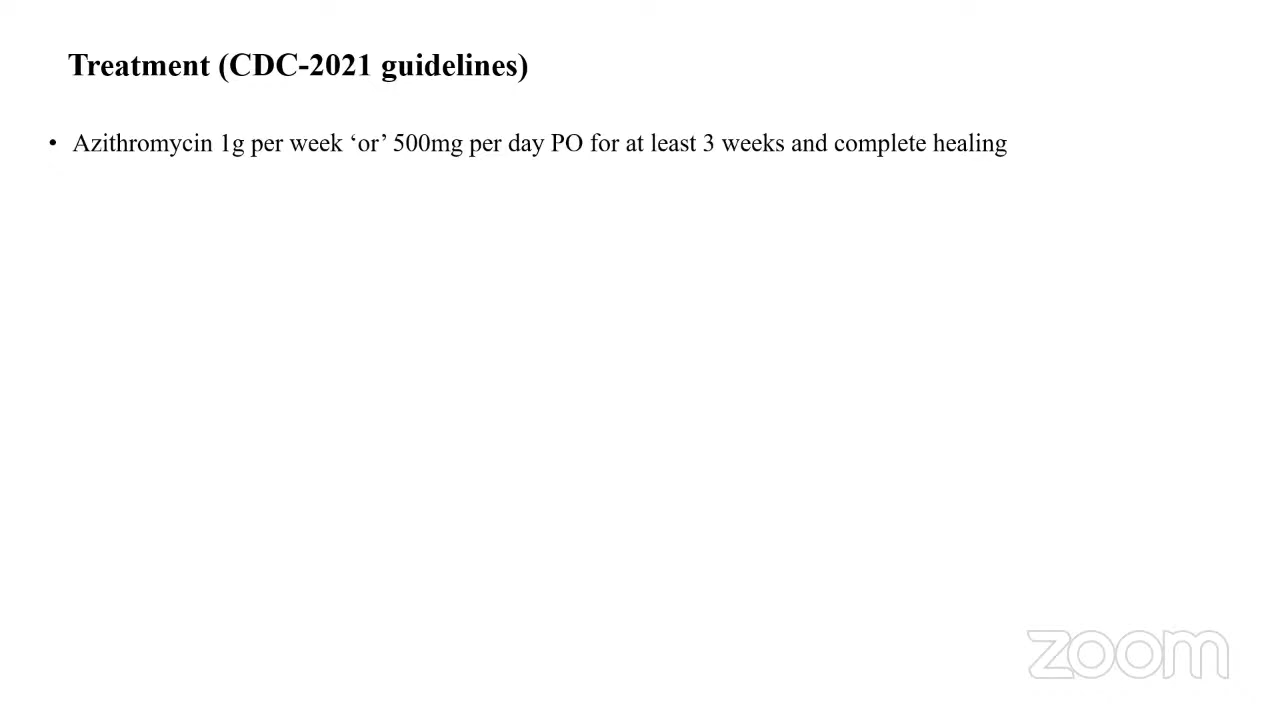 Treatment (CDC-2021 guidelines)
• Azithromycin 1g per week ‘or’ 500mg per day PO for at least 3 weeks and complete healing
zoom